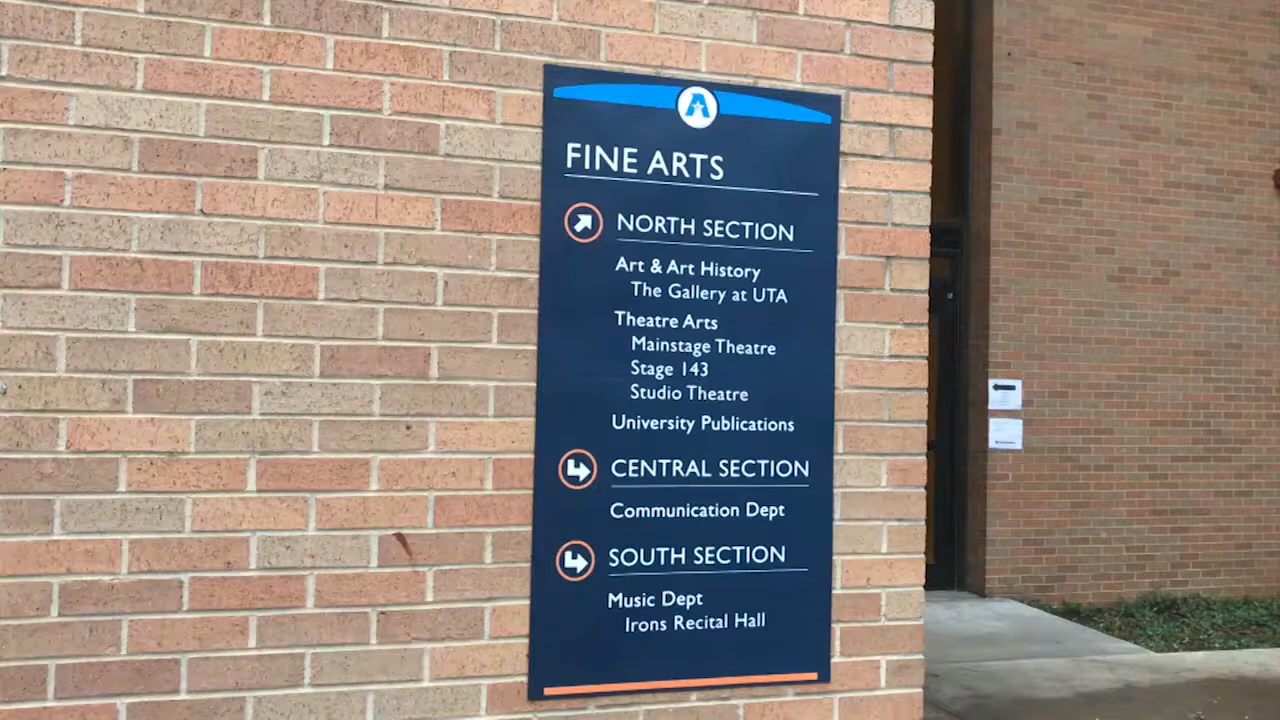 A
FINE ARTS
NORTH SECTION
Art & Art History
The Gallery at UTA
Theatre Arts
Mainstage Theatre
Stage 143
Studio Theatre
University Publications
CENTRAL SECTION
Communication Dept
SOUTH SECTION
Music Dept
Irons Recital Hall